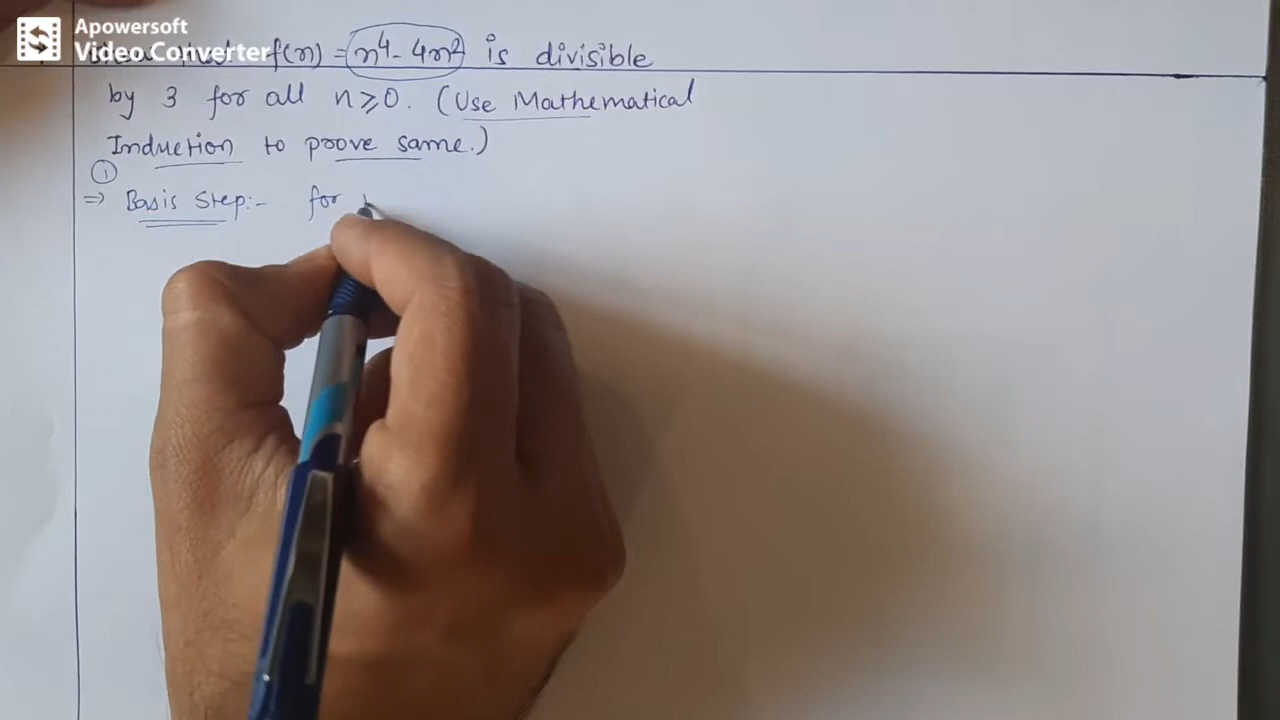 Apowersoft
Video Converter
f(n) = n⁴ - 4n² is divisible
by 3 for all n ≥ 0. (Use Mathematical
Induction to prove same.)
①
⇒ Basis Step:- for